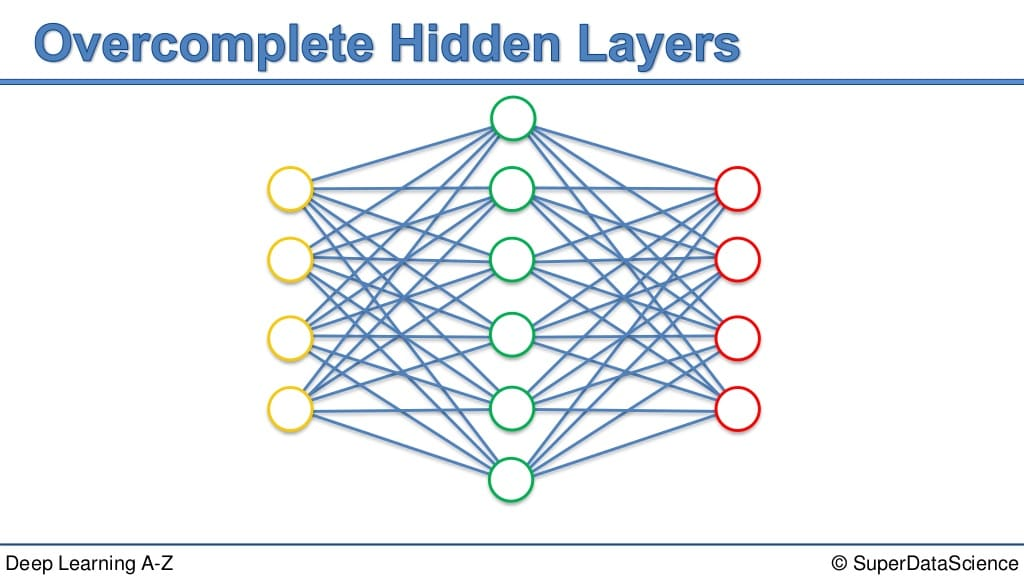 Overcomplete Hidden Layers
Deep Learning A-Z
© SuperDataScience